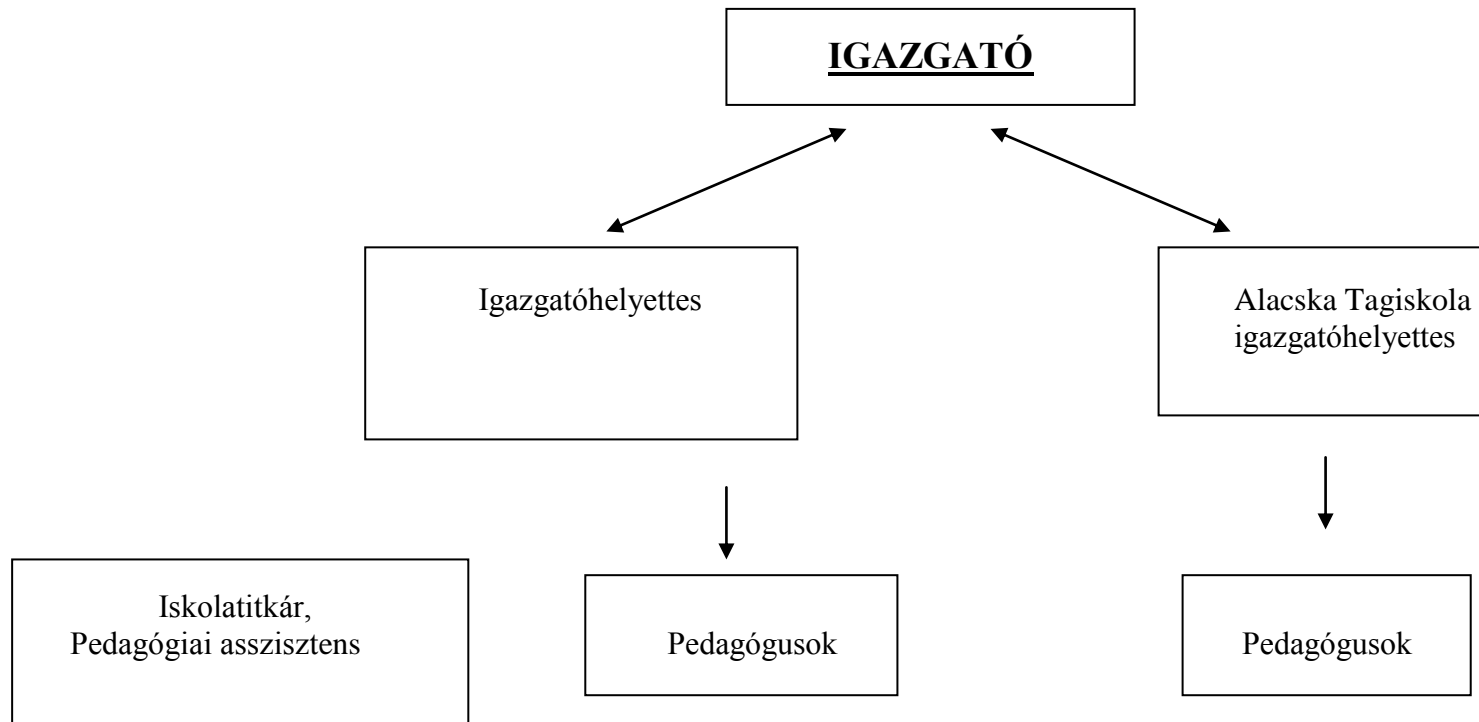 IGAZGATÓ
Igazgatóhelyettes
Alacska Tagiskola
igazgatóhelyettes
Iskolatitkár,
Pedagógiai asszisztens
Pedagógusok
Pedagógusok